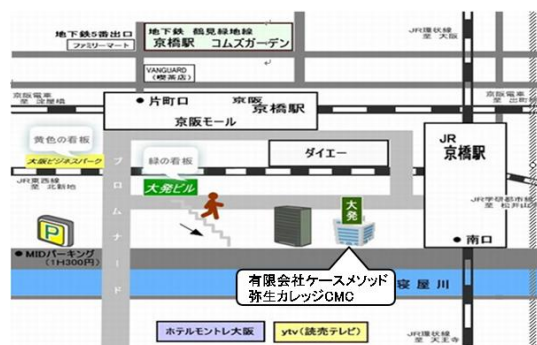 地下鉄5番出口
ファミリーマート
地下鉄 鶴見緑地線
京橋駅 コムズガーデン
JR環状線
至 大阪
VANGUARD
(喫茶店)
京阪電車
至 淀屋橋
● 片町口
京阪
京橋駅
京阪モール
京阪電車
至 出町
黄色の看板
大阪ビジネスパーク
緑の看板
大発ビル
ダイエー
JR
京橋駅
JR東西線
至 北新地
プロムナード
大発
JR学研都市線
至 松井山
P
● MIDパーキング
(1H300円)
● 南口
有限会社ケースメソッド
弥生カレッジCMC
寝屋川
ホテルモントレ大阪
ytv(読売テレビ)
JR環状線
至 天王寺